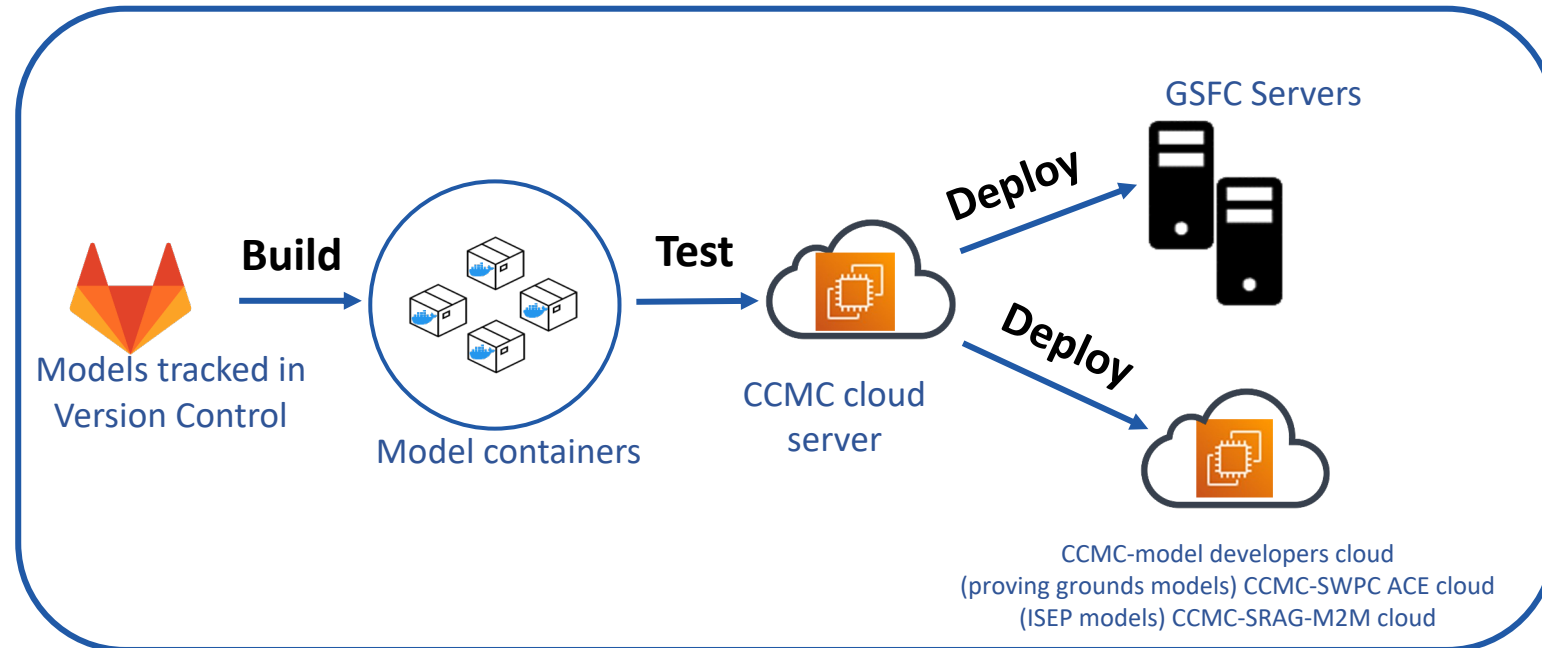 Models tracked in
Version Control
Build
Model containers
Test
CCMC cloud
server
Deploy
GSFC Servers
Deploy
CCMC-model developers cloud
(proving grounds models) CCMC-SWPC ACE cloud
(ISEP models) CCMC-SRAG-M2M cloud